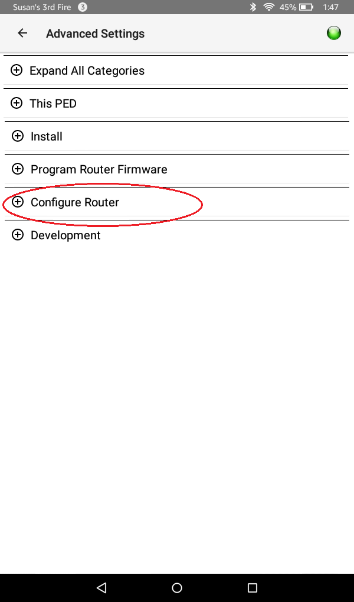 Susan's 3rd Fire 3 45% 1:47
Advanced Settings
Expand All Categories
This PED
Install
Program Router Firmware
Configure Router
Development